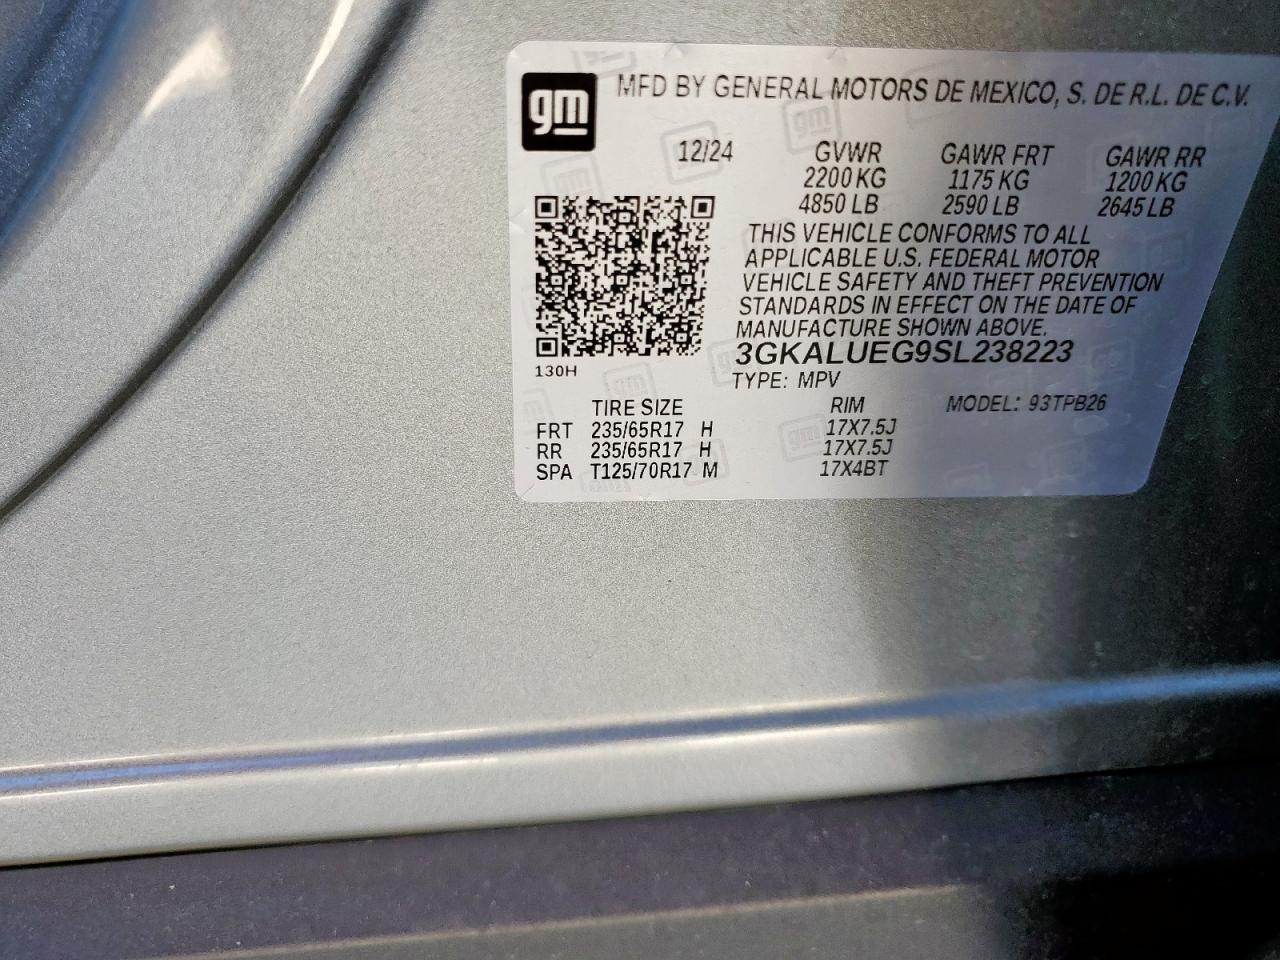 gm
MFD BY GENERAL MOTORS DE MEXICO, S. DE R.L. DE C.V.
12/24 GVWR GAWR FRT GAWR RR
2200 KG 1175 KG 1200 KG
4850 LB 2590 LB 2645 LB
THIS VEHICLE CONFORMS TO ALL
APPLICABLE U.S. FEDERAL MOTOR
VEHICLE SAFETY AND THEFT PREVENTION
STANDARDS IN EFFECT ON THE DATE OF
MANUFACTURE SHOWN ABOVE.
3GKALUEG9SL238223
130H
TYPE: MPV
TIRE SIZE RIM MODEL: 93TPB26
FRT 235/65R17 H 17X7.5J
RR 235/65R17 H 17X7.5J
SPA T125/70R17 M 17X4BT